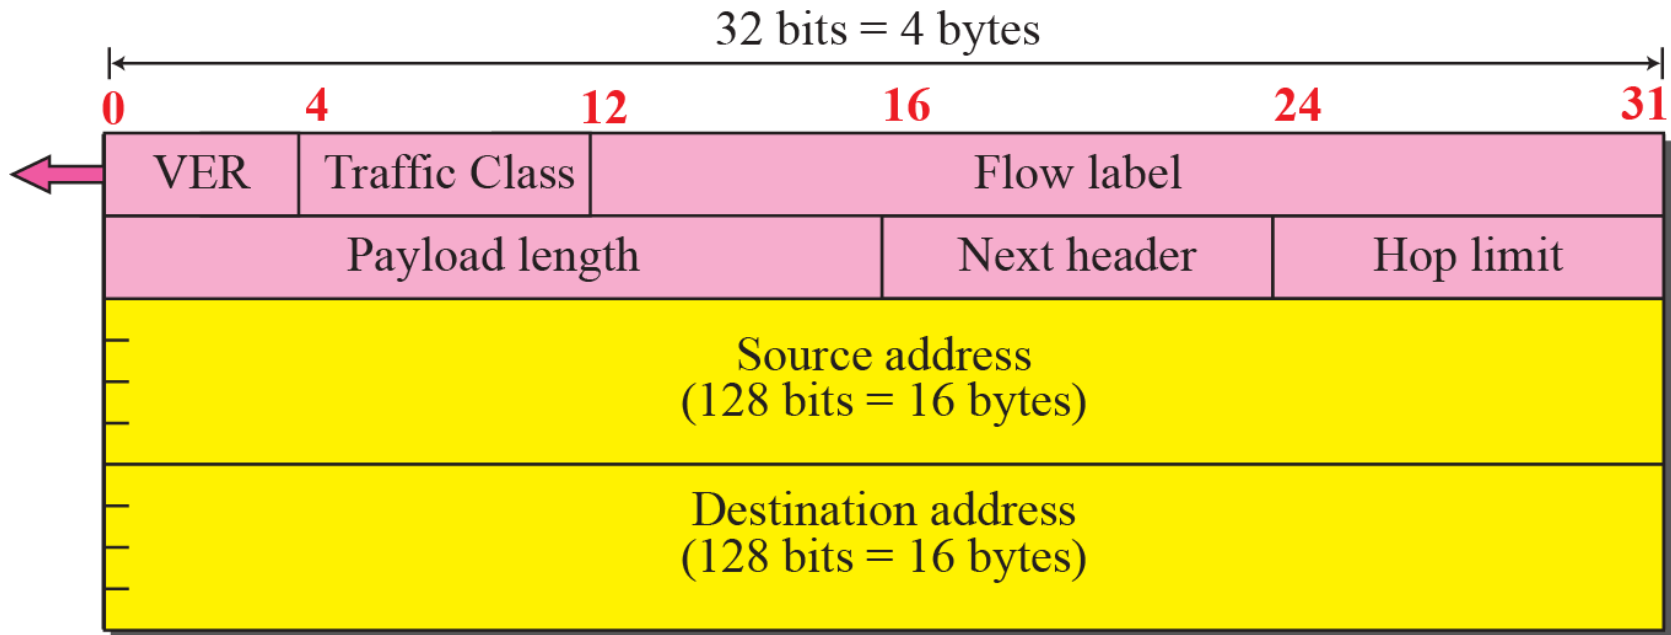 32 bits = 4 bytes
0 4 12 16 24 31
VER Traffic Class Flow label
Payload length Next header Hop limit
Source address
(128 bits = 16 bytes)
Destination address
(128 bits = 16 bytes)